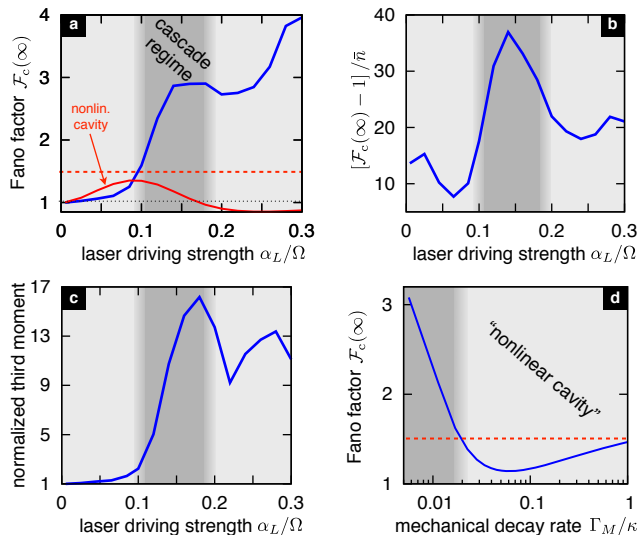 a
cascade
regime
nonlin.
cavity
Fano factor 𝓕c(∞)
4
3
2
1
0
0.1
0.2
0.3
laser driving strength αL/Ω
b
[𝓕c(∞) − 1]/n̄
40
30
20
10
0
0.1
0.2
0.3
laser driving strength αL/Ω
c
normalized third moment
17
13
9
5
1
0
0.1
0.2
0.3
laser driving strength αL/Ω
d
"nonlinear cavity"
Fano factor 𝓕c(∞)
3
2
1
0.01
0.1
1
mechanical decay rate ΓM/κ